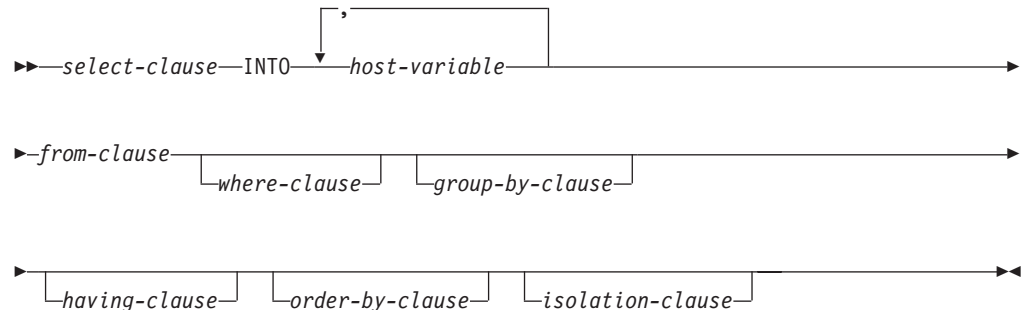 ,
select-clause INTO host-variable
from-clause
where-clause group-by-clause
having-clause order-by-clause isolation-clause